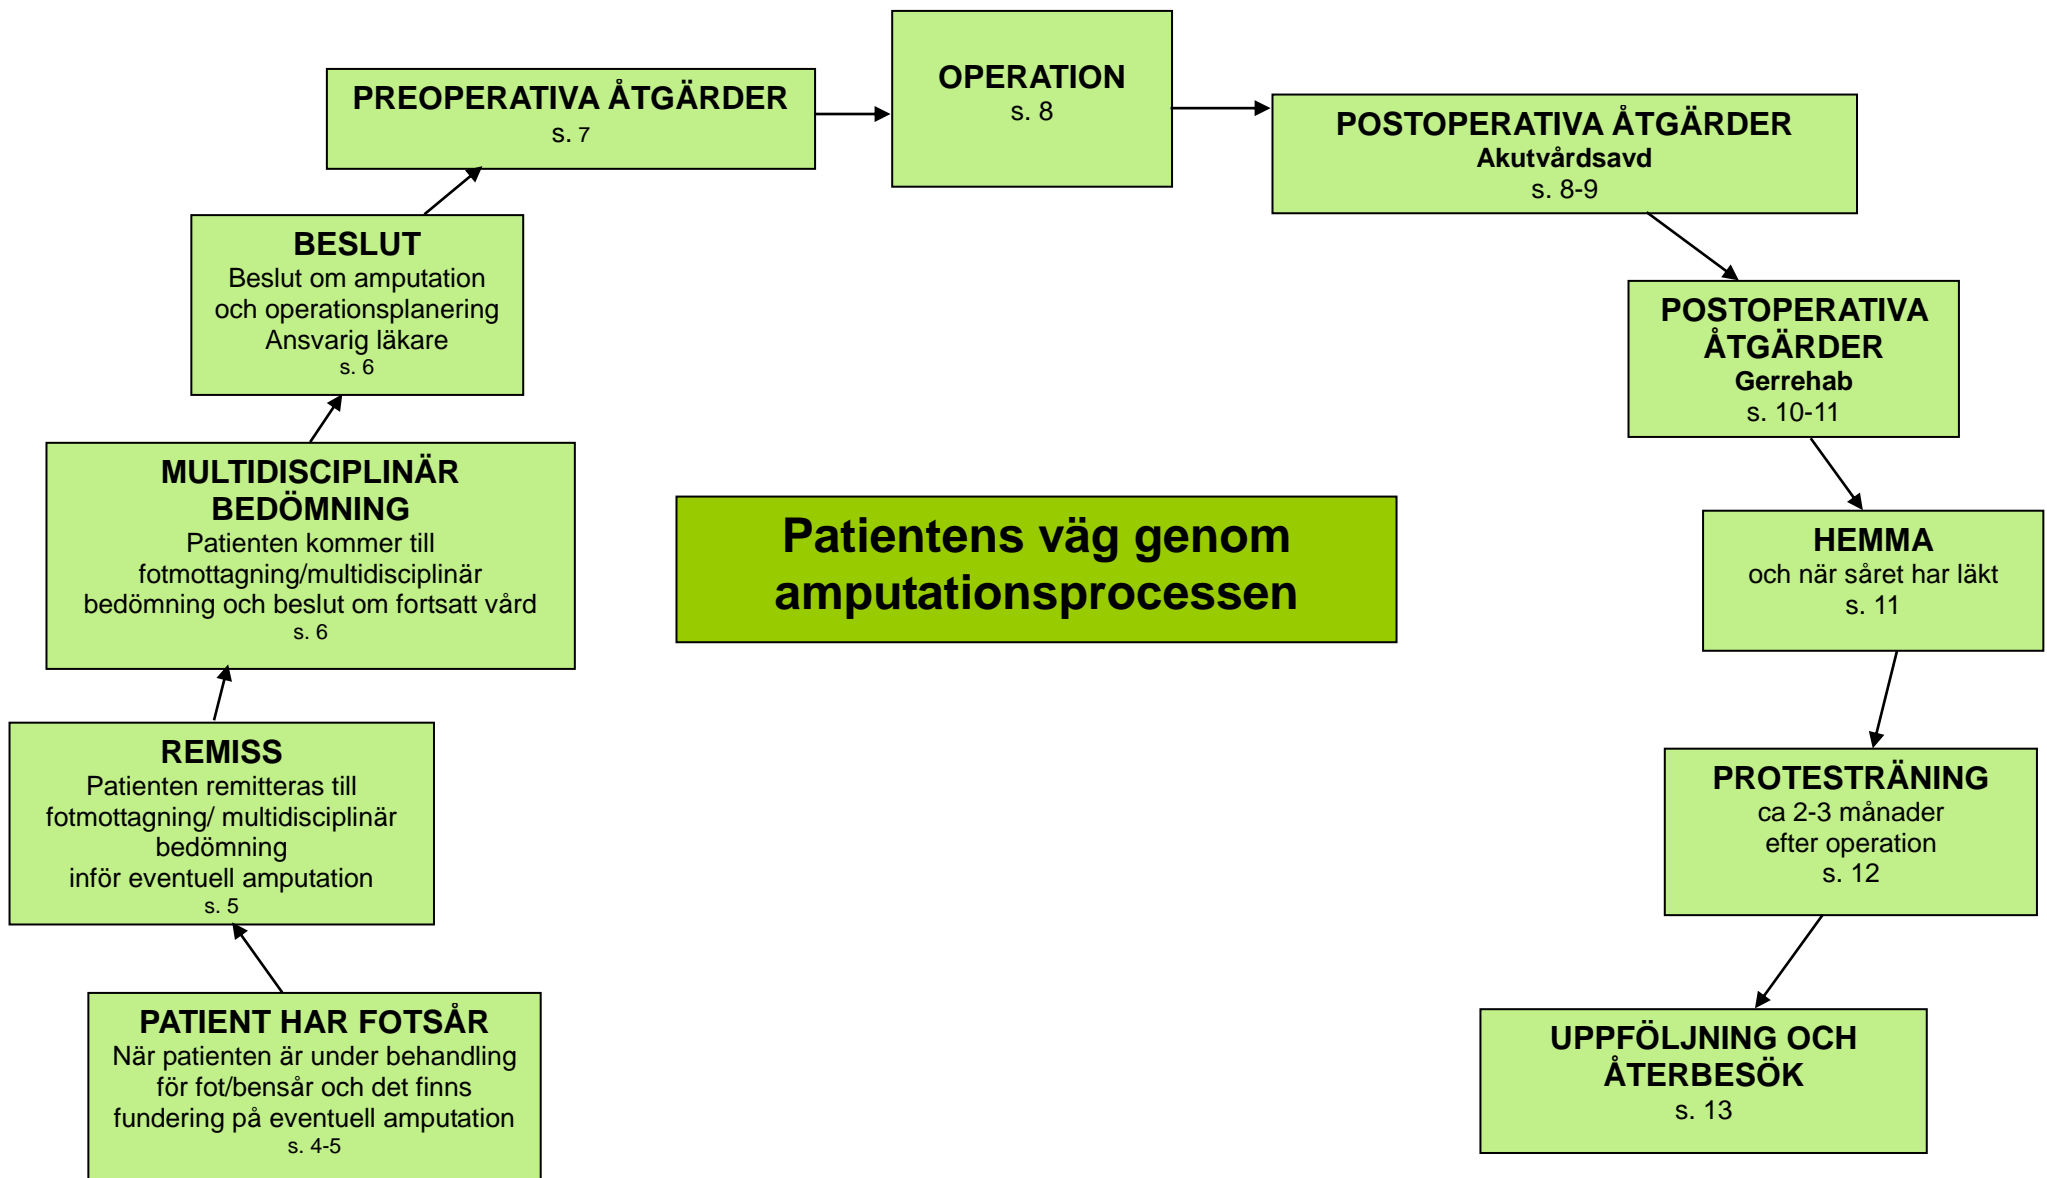 PREOPERATIVA ÅTGÄRDER
s. 7
OPERATION
s. 8
POSTOPERATIVA ÅTGÄRDER
Akutvårdsavd
s. 8-9
BESLUT
Beslut om amputation
och operationsplanering
Ansvarig läkare
s. 6
POSTOPERATIVA
ÅTGÄRDER
Gerrehab
s. 10-11
MULTIDISCIPLINÄR
BEDÖMNING
Patienten kommer till
fotmottagning/multidisciplinär
bedömning och beslut om fortsatt vård
s. 6
Patientens väg genom
amputationsprocessen
HEMMA
och när såret har läkt
s. 11
REMISS
Patienten remitteras till
fotmottagning/ multidisciplinär
bedömning
inför eventuell amputation
s. 5
PROTESTRÄNING
ca 2-3 månader
efter operation
s. 12
PATIENT HAR FOTSÅR
När patienten är under behandling
för fot/bensår och det finns
fundering på eventuell amputation
s. 4-5
UPPFÖLJNING OCH
ÅTERBESÖK
s. 13